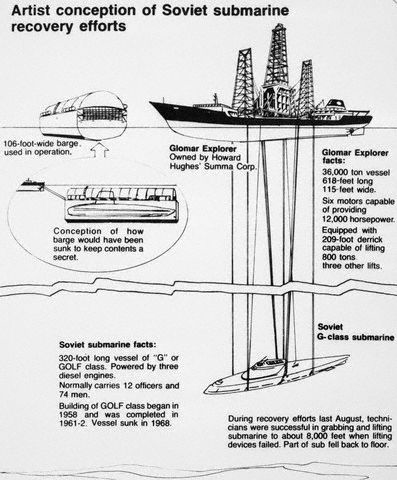 Artist conception of Soviet submarine
recovery efforts
106-foot-wide barge
used in operation.
Glomar Explorer
Owned by Howard
Hughes' Summa Corp.
Glomar Explorer
facts:
36,000 ton vessel
618-feet long
115-feet wide.
Six motors capable
of providing
12,000 horsepower.
Equipped with
209-foot derrick
capable of lifting
800 tons
three other lifts.
Conception of how
barge would have been
sunk to keep contents a
secret.
Soviet
G-class submarine
Soviet submarine facts:
320-foot long vessel of "G" or
GOLF class. Powered by three
diesel engines.
Normally carries 12 officers and
74 men.
Building of GOLF class began in
1958 and was completed in
1961-2. Vessel sunk in 1968.
During recovery efforts last August, techni-
cians were successful in grabbing and lifting
submarine to about 8,000 feet when lifting
devices failed. Part of sub fell back to floor.